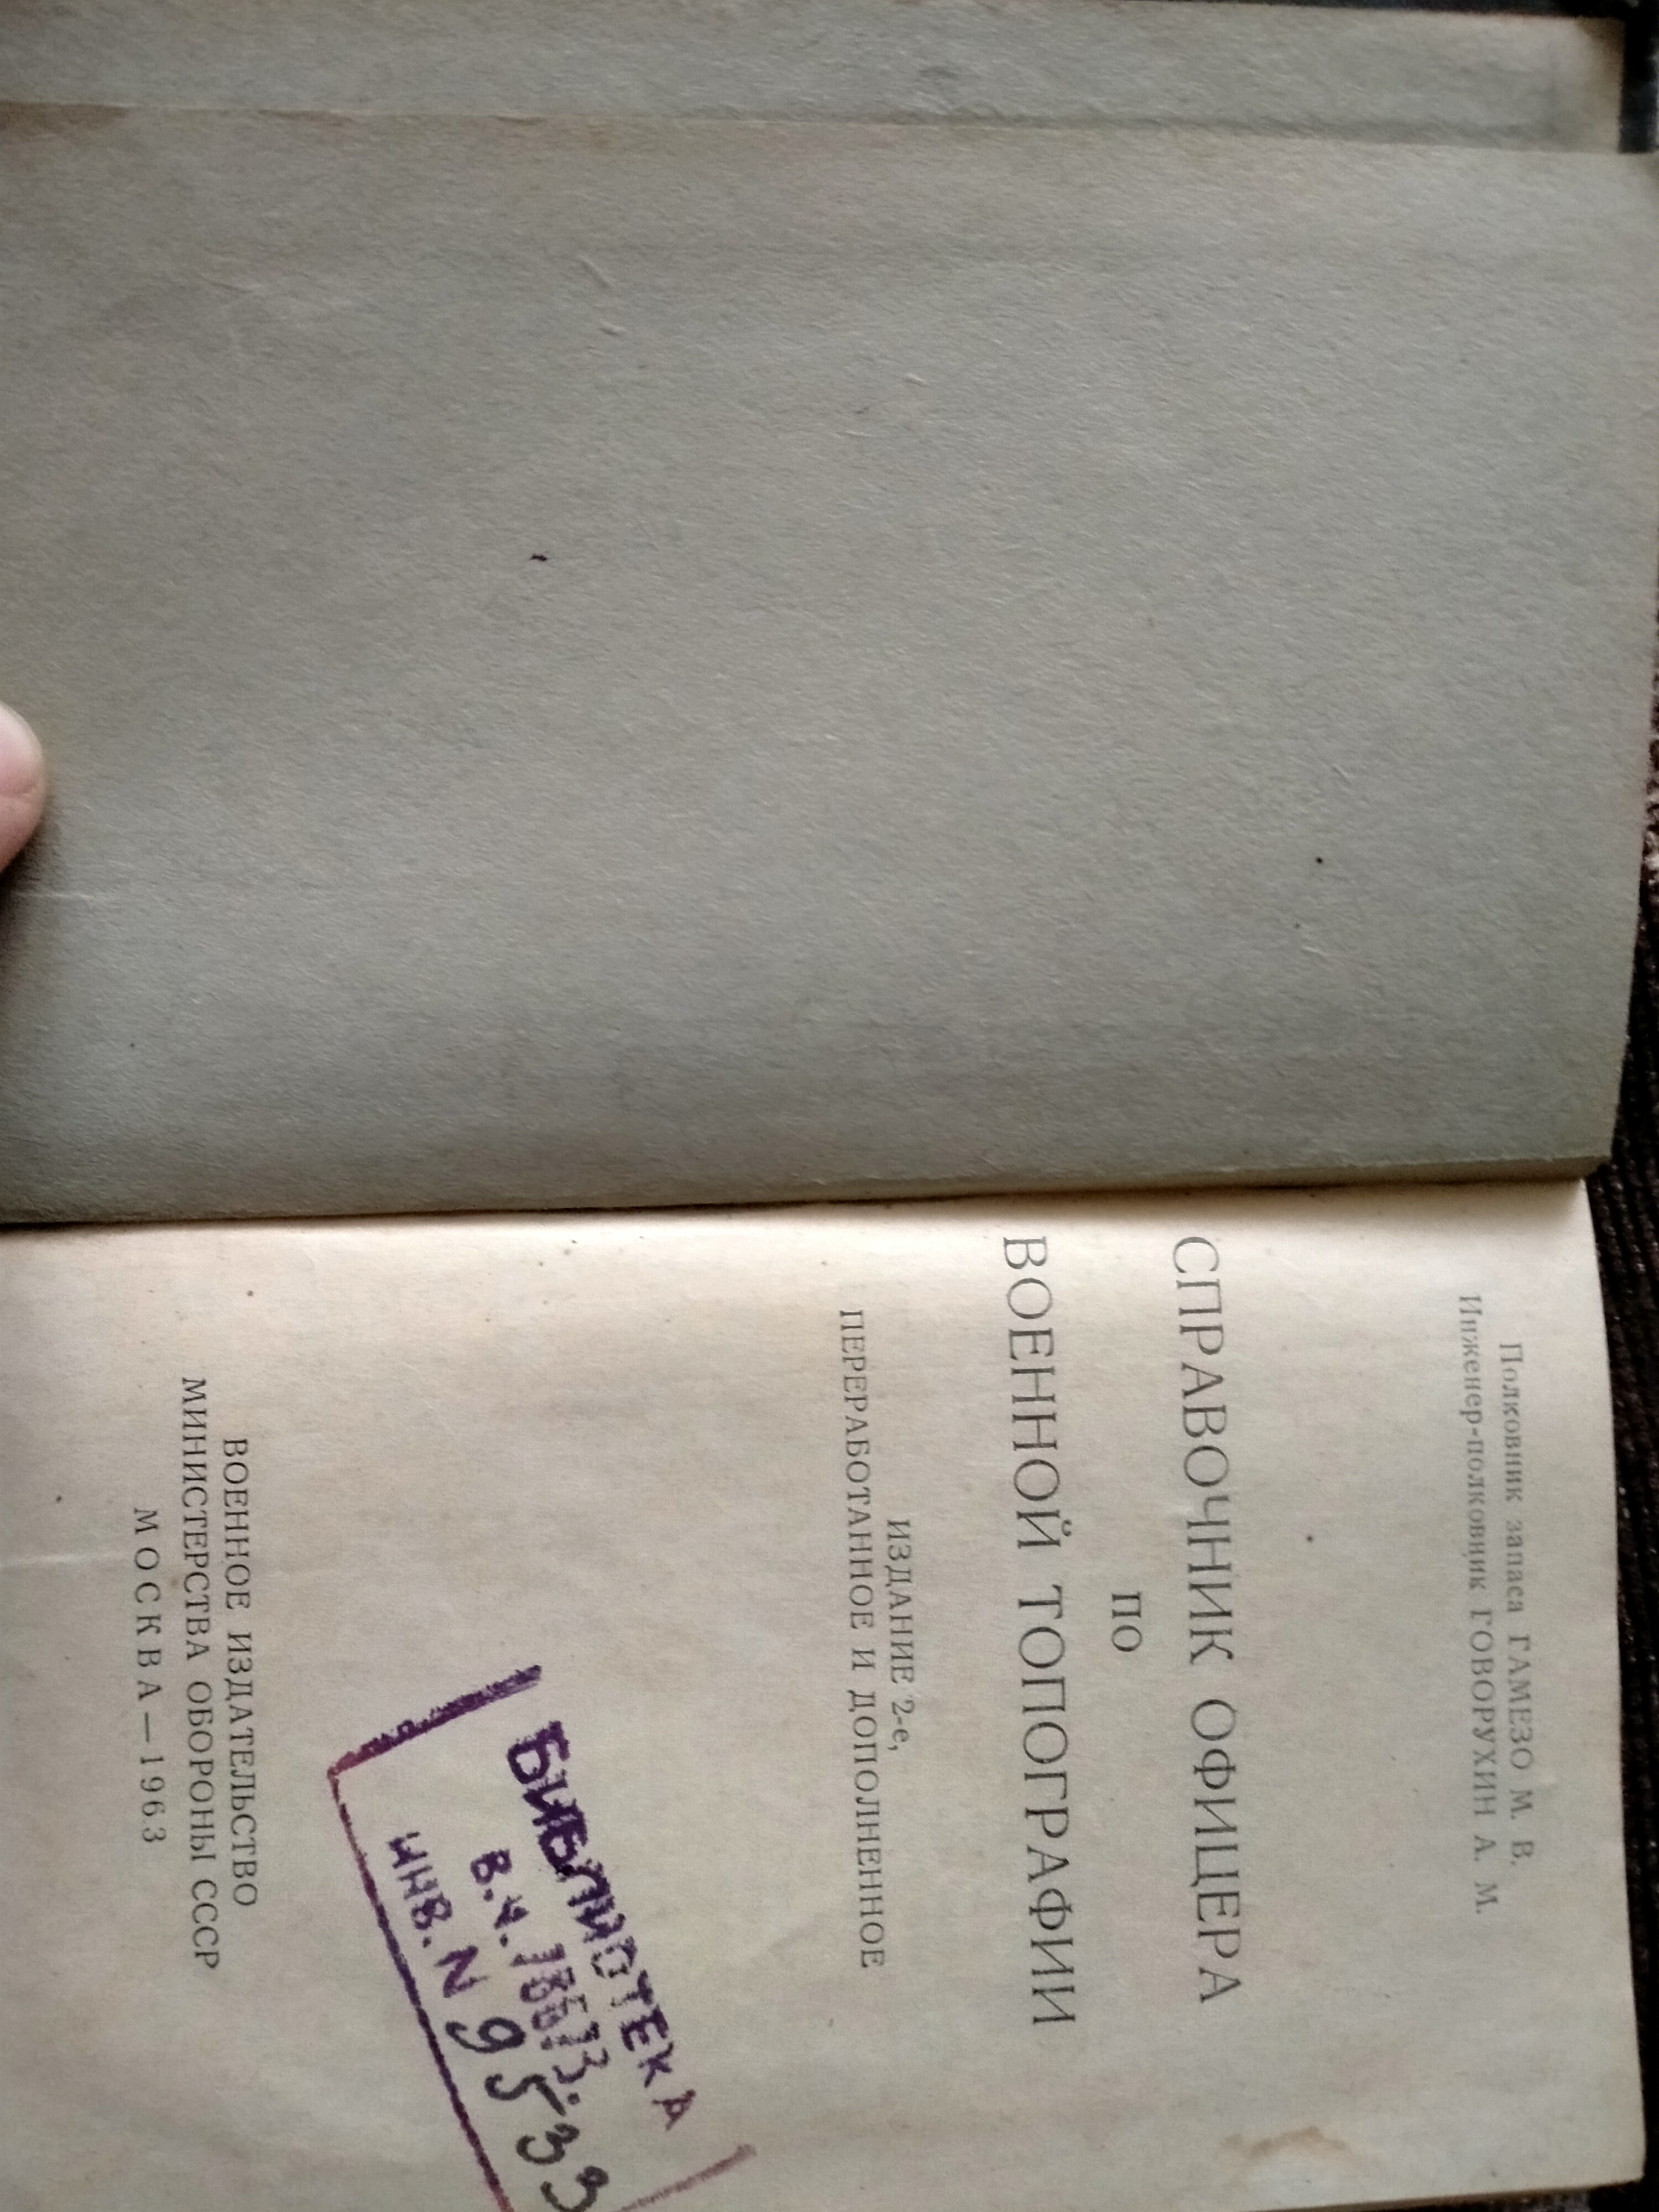 Полковник запаса ГАМЕЗО М. В.
Инженер-полковник ГОВОРУХИН А. М.
СПРАВОЧНИК ОФИЦЕРА
ПО
ВОЕННОЙ ТОПОГРАФИИ
ИЗДАНИЕ 2-е,
ПЕРЕРАБОТАННОЕ И ДОПОЛНЕННОЕ
БИБЛИОТЕКА
В.Ч.
ИНВ. N 9533
ВОЕННОЕ ИЗДАТЕЛЬСТВО
МИНИСТЕРСТВА ОБОРОНЫ СССР
МОСКВА — 1963